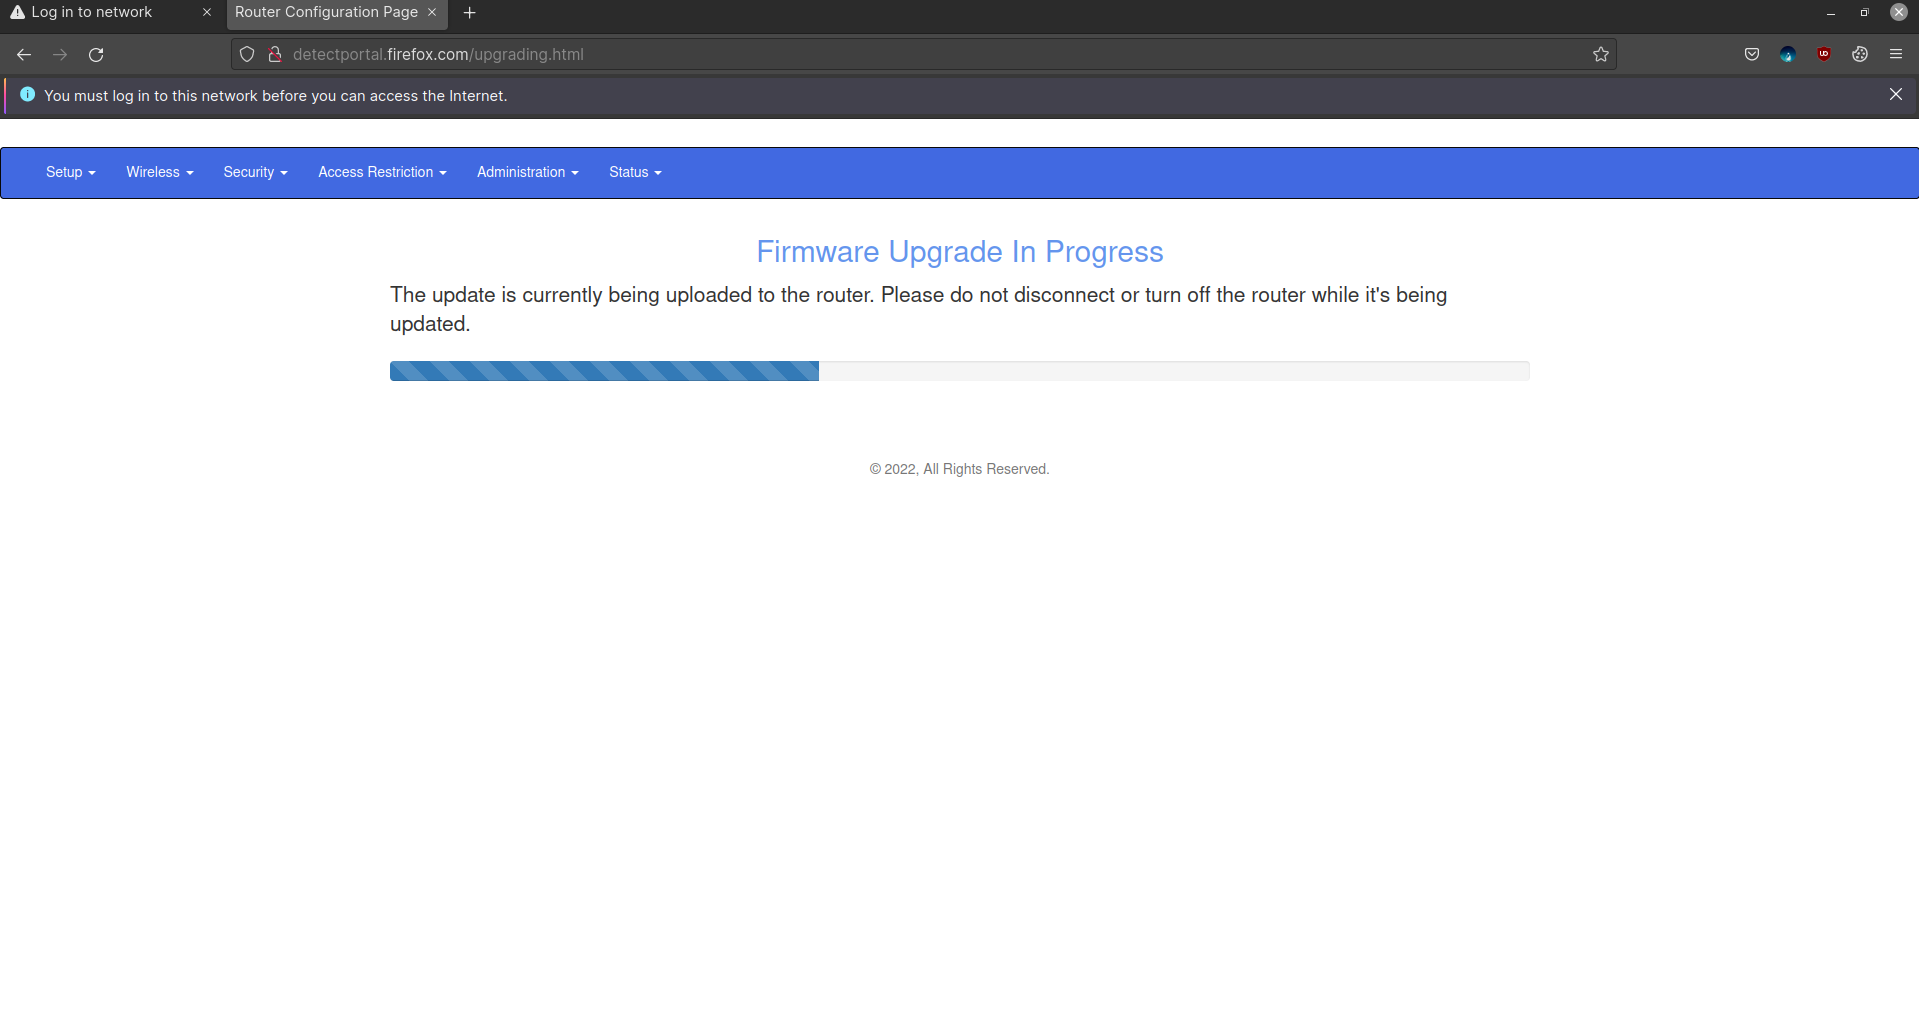 Log in to network
Router Configuration Page
detectportal.firefox.com/upgrading.html
You must log in to this network before you can access the Internet.
Setup Wireless Security Access Restriction Administration Status
Firmware Upgrade In Progress
The update is currently being uploaded to the router. Please do not disconnect or turn off the router while it's being
updated.
© 2022, All Rights Reserved.